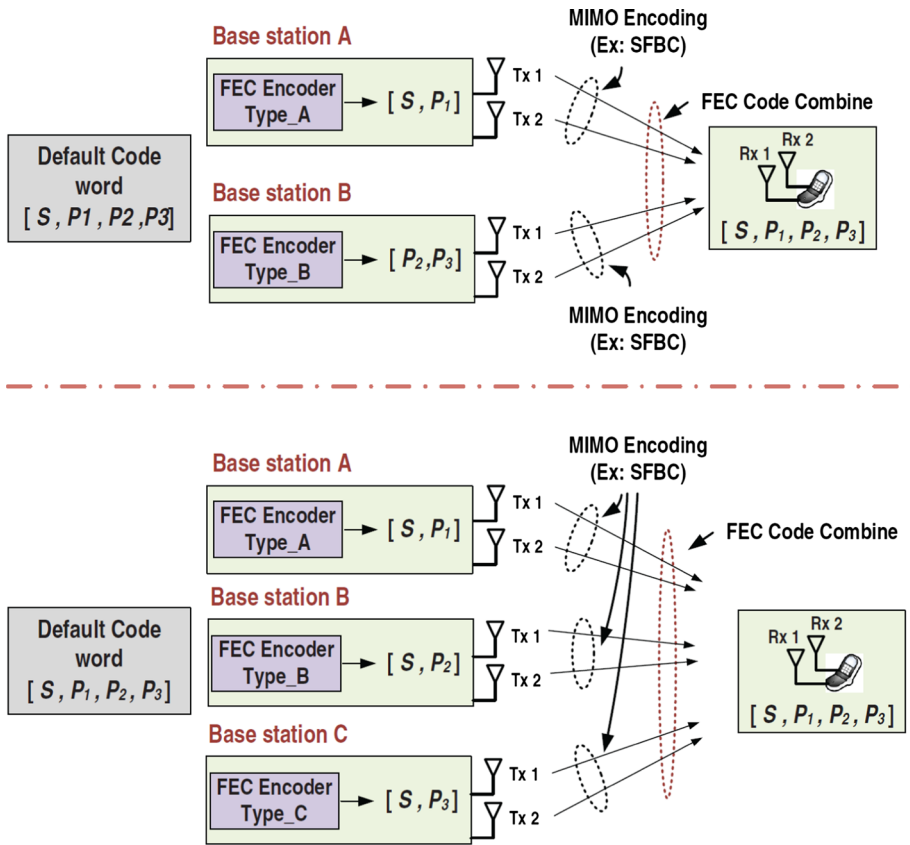 Base station A
MIMO Encoding
(Ex: SFBC)
FEC Encoder
Type_A
[ S , P1]
Tx 1
Tx 2
FEC Code Combine
Default Code
word
[ S , P1 , P2 ,P3]
Base station B
FEC Encoder
Type_B
[ P2,P3]
Tx 1
Tx 2
MIMO Encoding
(Ex: SFBC)
Rx 1
Rx 2
[ S , P1, P2, P3]
Base station A
MIMO Encoding
(Ex: SFBC)
FEC Encoder
Type_A
[ S , P1]
Tx 1
Tx 2
FEC Code Combine
Default Code
word
[ S , P1, P2, P3]
Base station B
FEC Encoder
Type_B
[ S, P2]
Tx 1
Tx 2
Base station C
FEC Encoder
Type_C
[ S, P3]
Tx 1
Tx 2
Rx 1
Rx 2
[ S, P1, P2, P3]